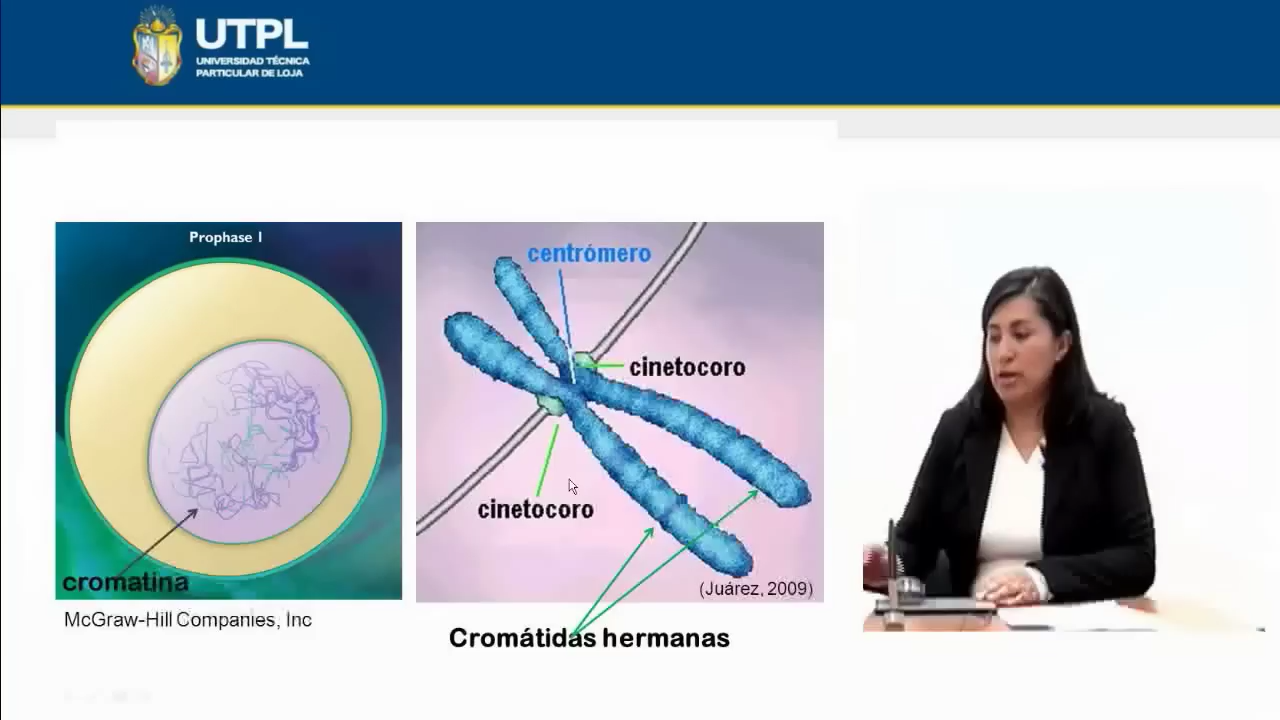 UTPL
UNIVERSIDAD TÉCNICA
PARTICULAR DE LOJA
Prophase I
cromatina
McGraw-Hill Companies, Inc
centrómero
cinetocoro
cinetocoro
(Juárez, 2009)
Cromátidas hermanas